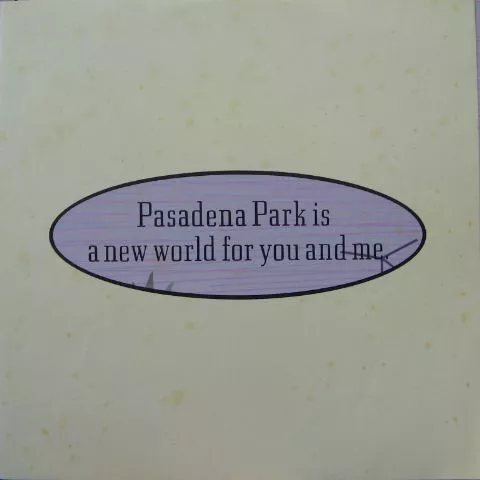 Pasadena Park is
a new world for you and me.